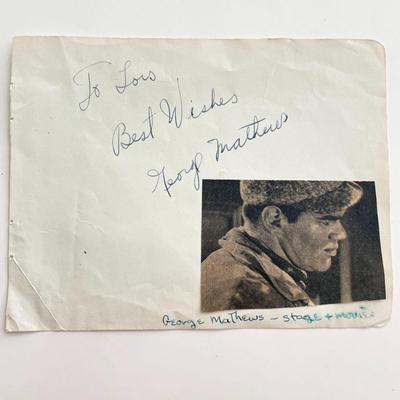 To Lois
Best Wishes
George Mathews
George Mathews – stage + movies